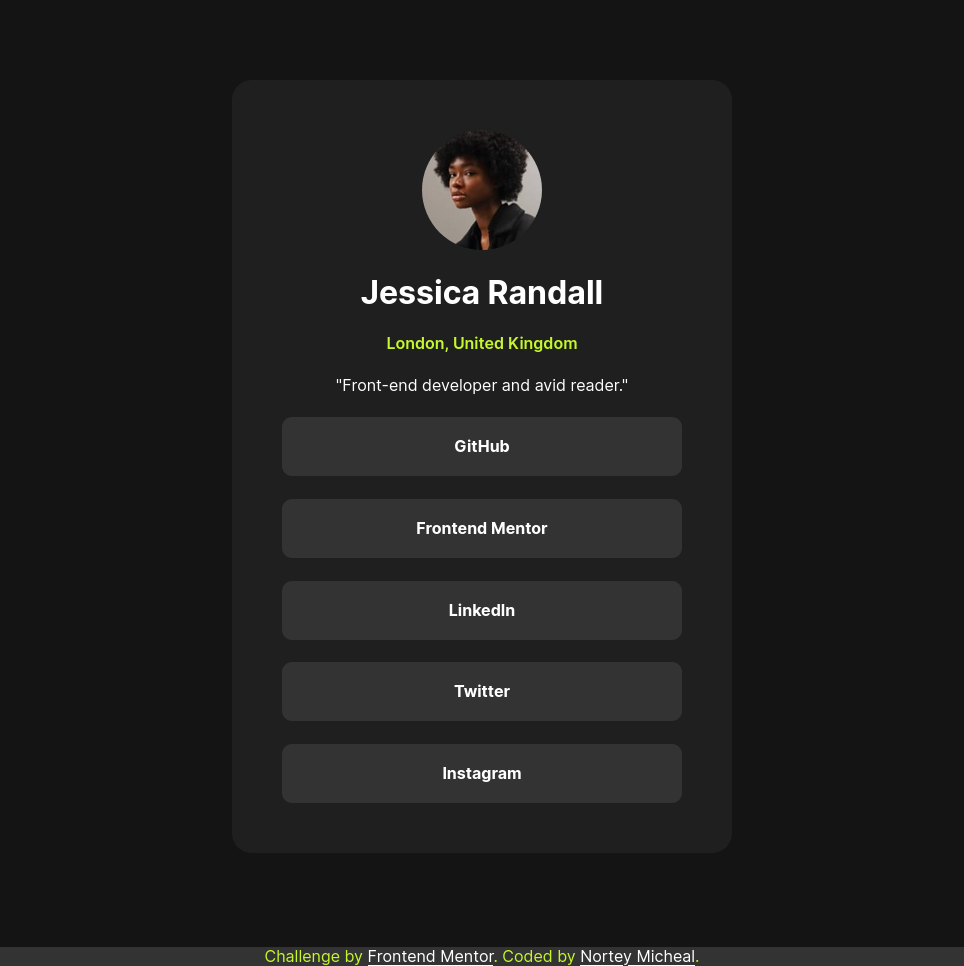 Jessica Randall
London, United Kingdom
"Front-end developer and avid reader."
GitHub
Frontend Mentor
LinkedIn
Twitter
Instagram
Challenge by Frontend Mentor. Coded by Nortey Micheal.